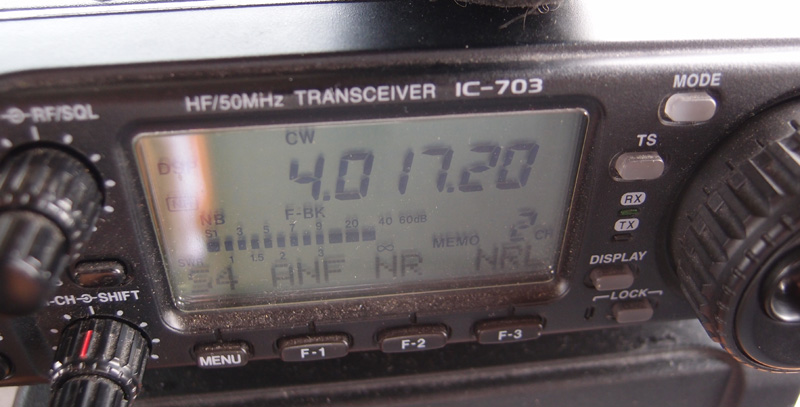 HF/50MHz TRANSCEIVER IC-703
MODE
RF/SQL
TS
CW
4.017.20
RX
TX
NB F-BK
S1 3 5 7 9 20 40 60dB
MEMO CH
1 1.5 2 3 ∞
S4 ANF NR NRL
DISPLAY
LOCK
-CH SHIFT
MENU F-1 F-2 F-3